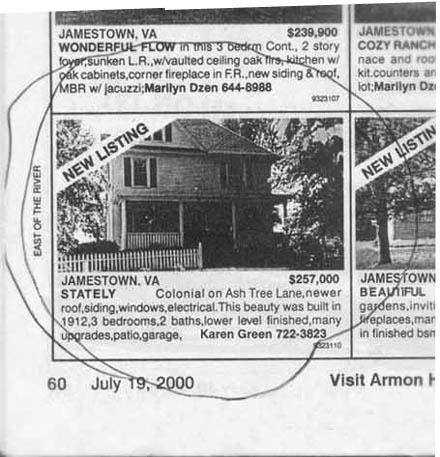 JAMESTOWN, VA $239,900
WONDERFUL FLOW in this 3 bedrm Cont., 2 story
foyer,sunken L.R.,w/vaulted ceiling oak flrs, kitchen w/
oak cabinets,corner fireplace in F.R.,new siding & roof,
MBR w/ jacuzzi;Marilyn Dzen 644-8988
9323107
JAMESTOWN,
COZY RANCH
nace and roo
kit.counters an
lot;Marilyn Dze
EAST OF THE RIVER
NEW LISTING
JAMESTOWN. VA $257,000
STATELY Colonial on Ash Tree Lane,newer
roof,siding,windows,electrical.This beauty was built in
1912,3 bedrooms,2 baths,lower level finished,many
upgrades,patio,garage, Karen Green 722-3823
9323110
NEW LISTIN
JAMESTOWN
BEAUTIFUL
gardens,inviti
fireplaces,mar
in finished bsm
60 July 19, 2000
Visit Armon H